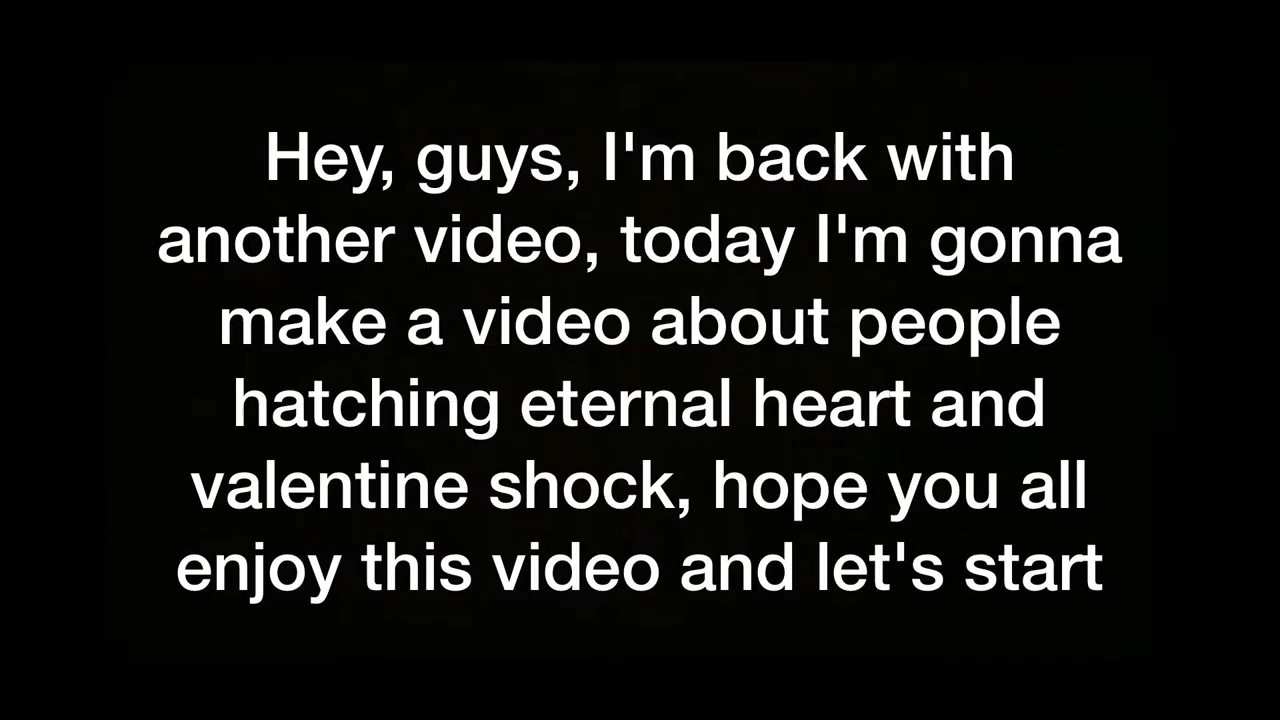 Hey, guys, I'm back with
another video, today I'm gonna
make a video about people
hatching eternal heart and
valentine shock, hope you all
enjoy this video and let's start